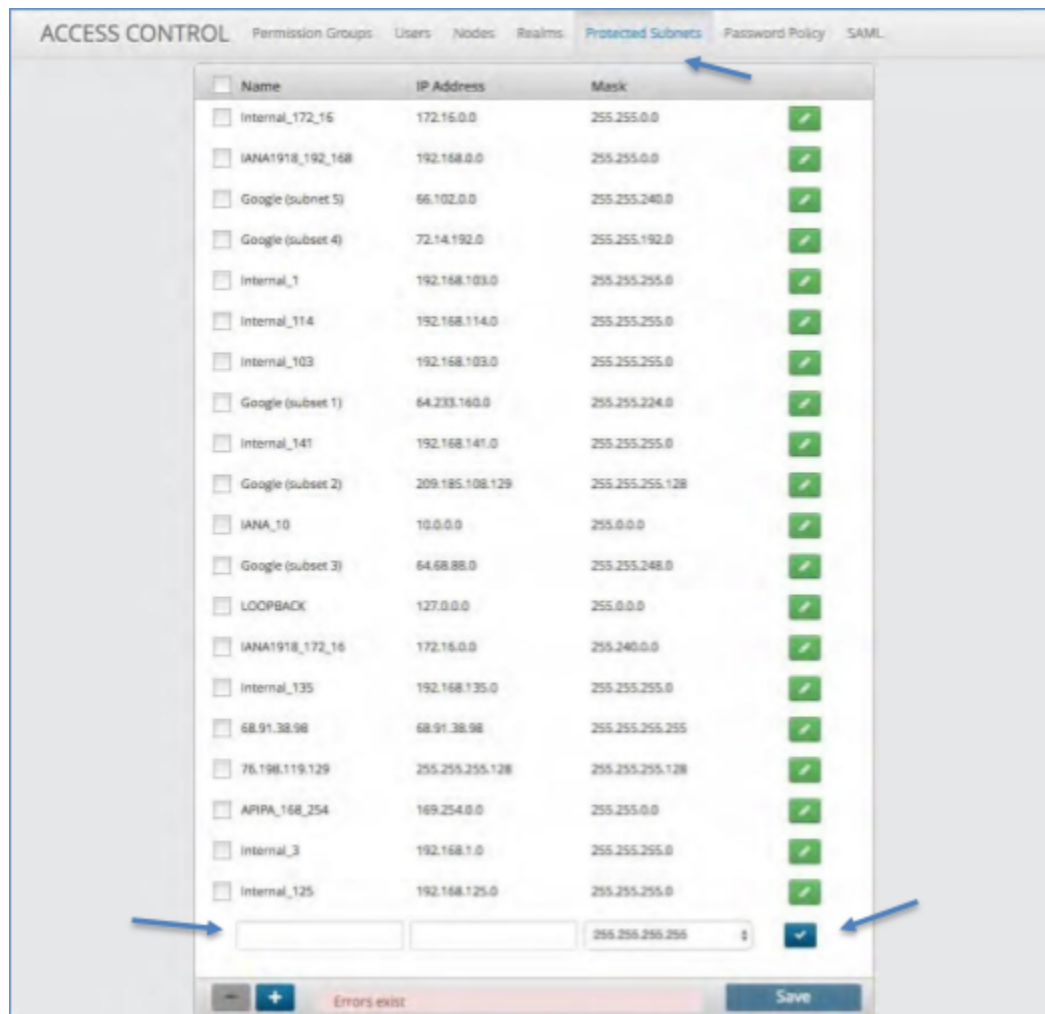 ACCESS CONTROL Permission Groups Users Nodes Realms Protected Subnets Password Policy SAML
Name IP Address Mask
Internal_172_16 172.16.0.0 255.255.0.0
IANA1918_192_168 192.168.0.0 255.255.0.0
Google (subnet 5) 66.102.0.0 255.255.240.0
Google (subset 4) 72.14.192.0 255.255.192.0
Internal_1 192.168.103.0 255.255.255.0
Internal_114 192.168.114.0 255.255.255.0
Internal_103 192.168.103.0 255.255.255.0
Google (subset 1) 64.233.160.0 255.255.224.0
Internal_141 192.168.141.0 255.255.255.0
Google (subset 2) 209.185.108.129 255.255.255.128
IANA_10 10.0.0.0 255.0.0.0
Google (subset 3) 64.68.88.0 255.255.248.0
LOOPBACK 127.0.0.0 255.0.0.0
IANA1918_172_16 172.16.0.0 255.240.0.0
Internal_135 192.168.135.0 255.255.255.0
68.91.38.98 68.91.38.98 255.255.255.255
76.198.119.129 255.255.255.128 255.255.255.128
APIPA_168_254 169.254.0.0 255.255.0.0
Internal_3 192.168.1.0 255.255.255.0
Internal_125 192.168.125.0 255.255.255.0
255.255.255.255
Errors exist Save